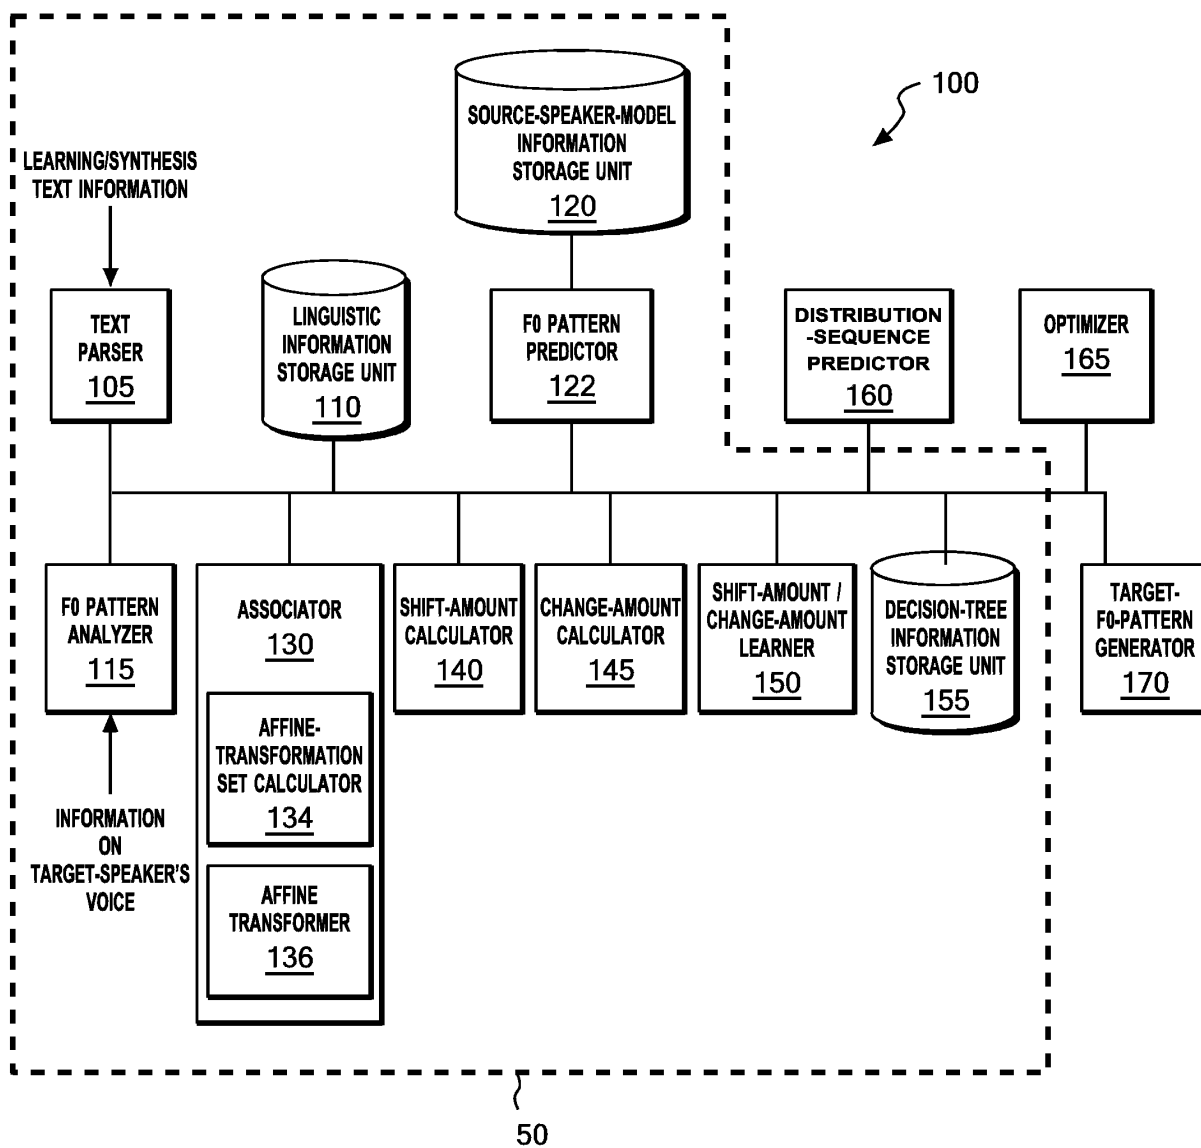 100
SOURCE-SPEAKER-MODEL
INFORMATION
STORAGE UNIT
120
LEARNING/SYNTHESIS
TEXT INFORMATION
TEXT
PARSER
105
LINGUISTIC
INFORMATION
STORAGE UNIT
110
F0 PATTERN
PREDICTOR
122
DISTRIBUTION
-SEQUENCE
PREDICTOR
160
OPTIMIZER
165
F0 PATTERN
ANALYZER
115
ASSOCIATOR
130
AFFINE-
TRANSFORMATION
SET CALCULATOR
134
AFFINE
TRANSFORMER
136
SHIFT-AMOUNT
CALCULATOR
140
CHANGE-AMOUNT
CALCULATOR
145
SHIFT-AMOUNT /
CHANGE-AMOUNT
LEARNER
150
DECISION-TREE
INFORMATION
STORAGE UNIT
155
TARGET-
F0-PATTERN
GENERATOR
170
INFORMATION
ON
TARGET-SPEAKER'S
VOICE
50